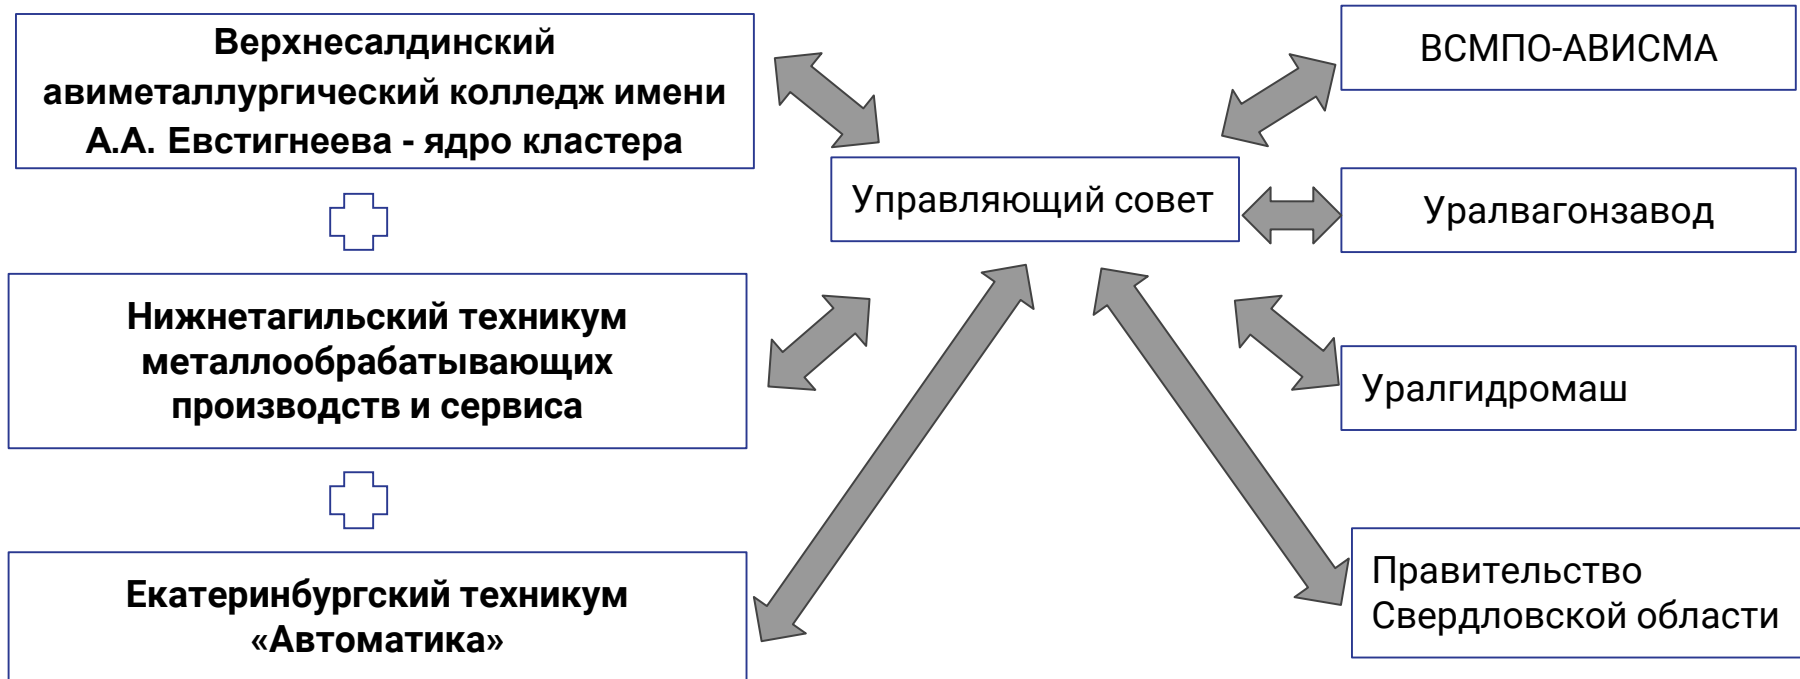 Верхнесалдинский
авиметаллургический колледж имени
А.А. Евстигнеева - ядро кластера
Нижнетагильский техникум
металлообрабатывающих
производств и сервиса
Екатеринбургский техникум
«Автоматика»
Управляющий совет
ВСМПО-АВИСМА
Уралвагонзавод
Уралгидромаш
Правительство
Свердловской области